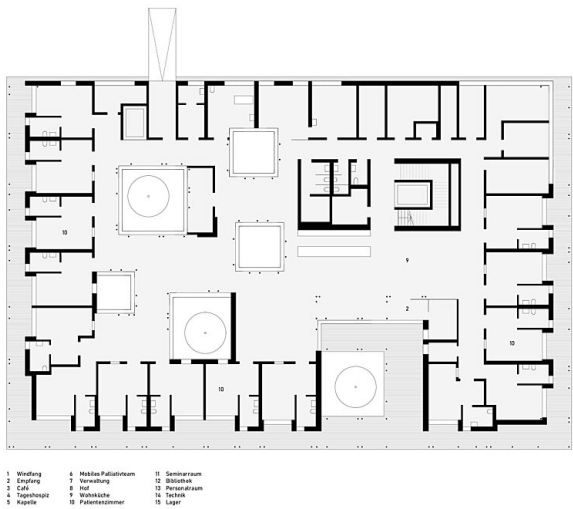 10
9
2
10
10
1 Windfang
2 Empfang
3 Café
4 Tageshospiz
5 Kapelle
6 Mobiles Palliativteam
7 Verwaltung
8 Hof
9 Wohnküche
10 Patientenzimmer
11 Seminarraum
12 Bibliothek
13 Personalraum
14 Technik
15 Lager